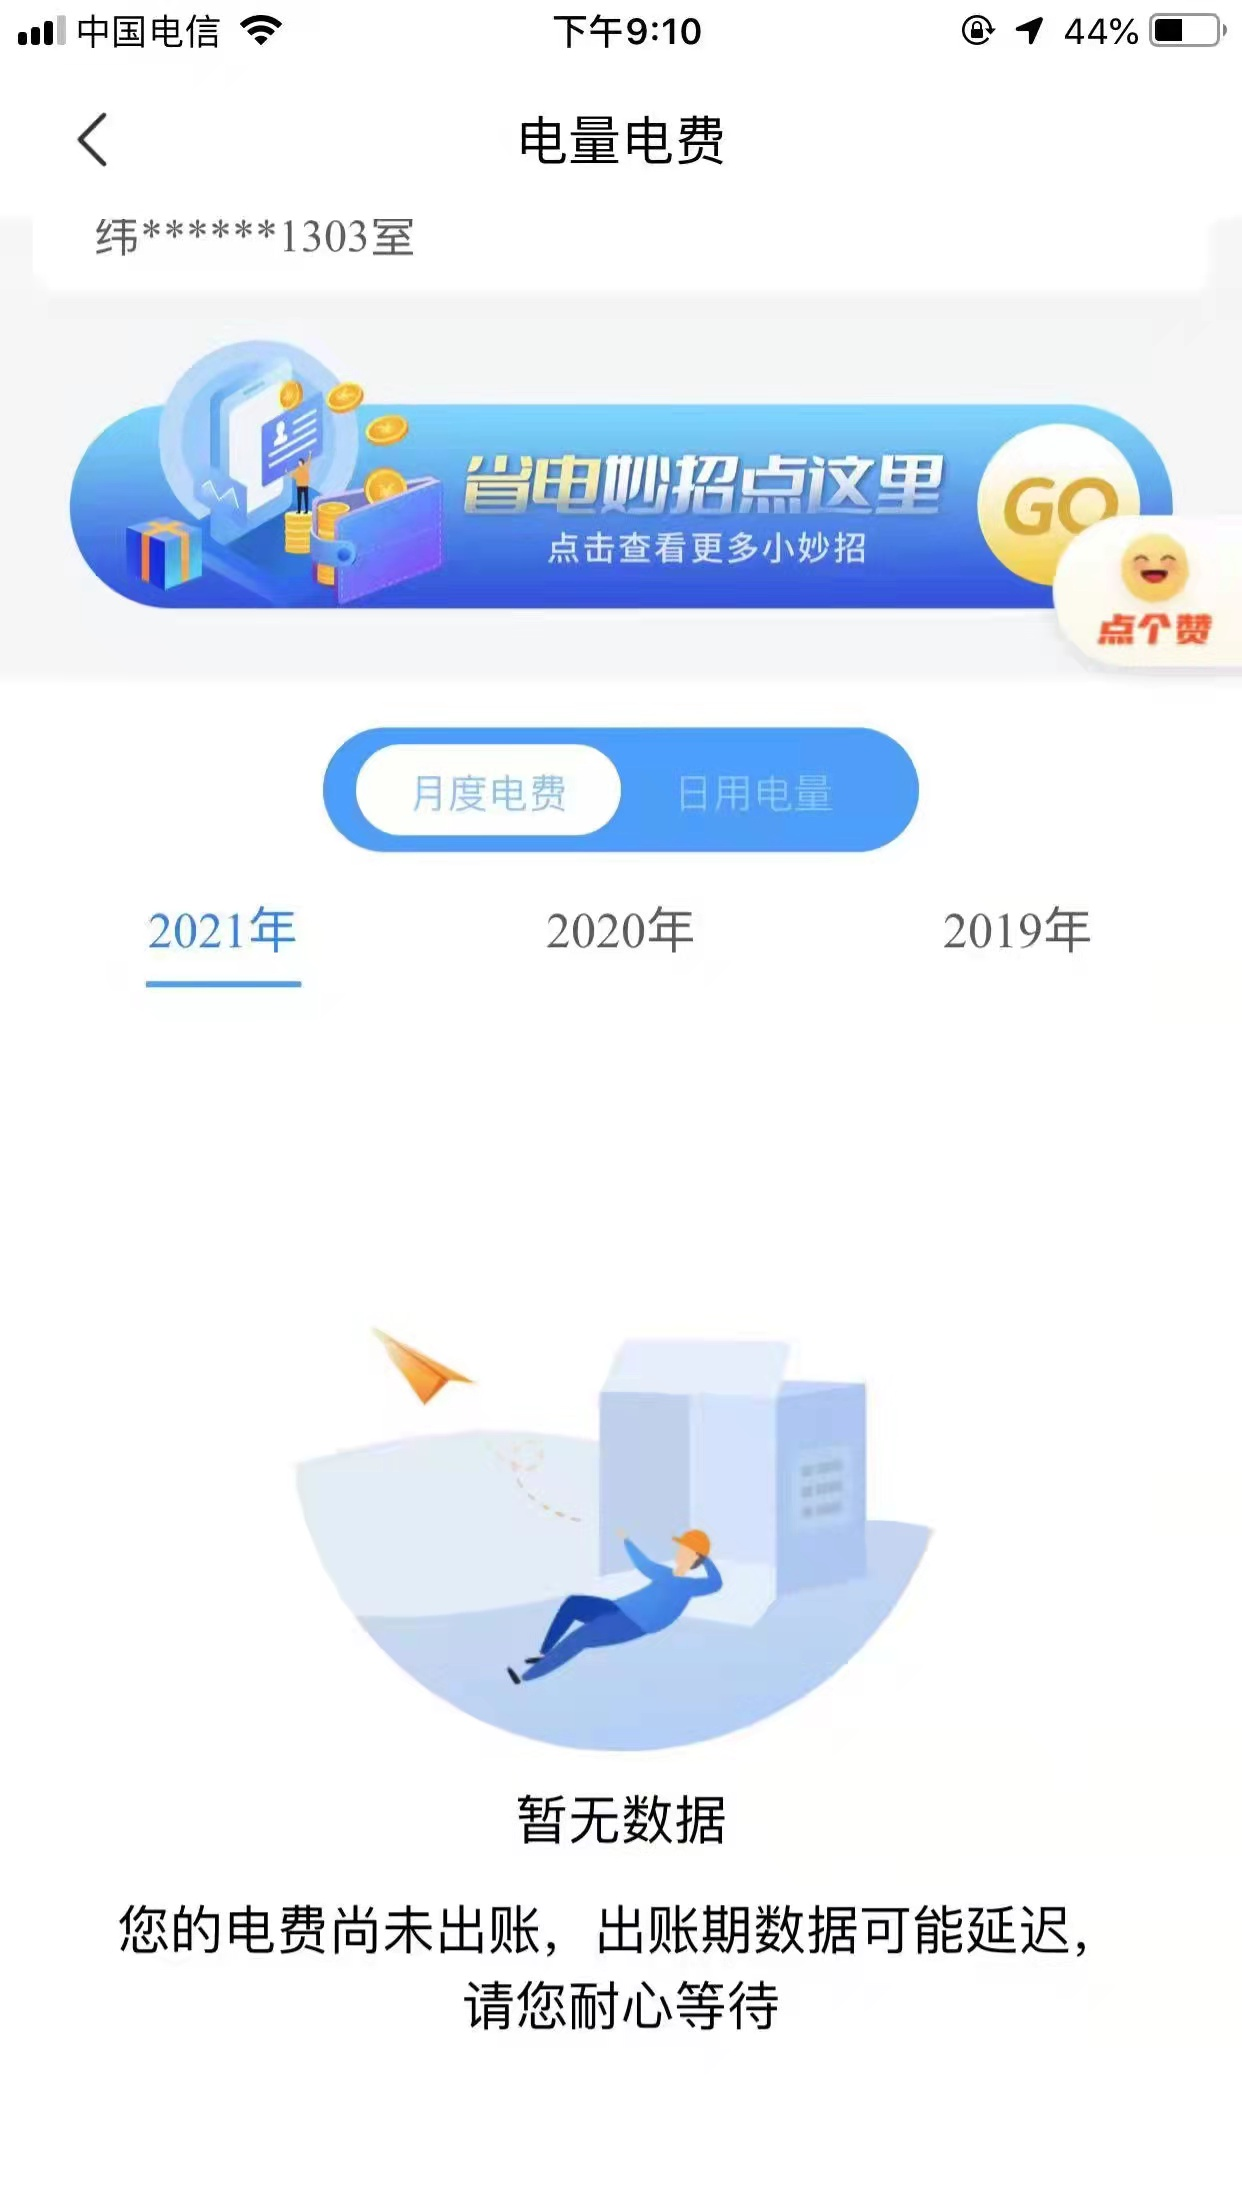 中国电信 下午9:10 44%
电量电费
纬******1303室
省电妙招点这里
点击查看更多小妙招
GO
点个赞
月度电费 日用电量
2021年 2020年 2019年
暂无数据
您的电费尚未出账，出账期数据可能延迟，
请您耐心等待